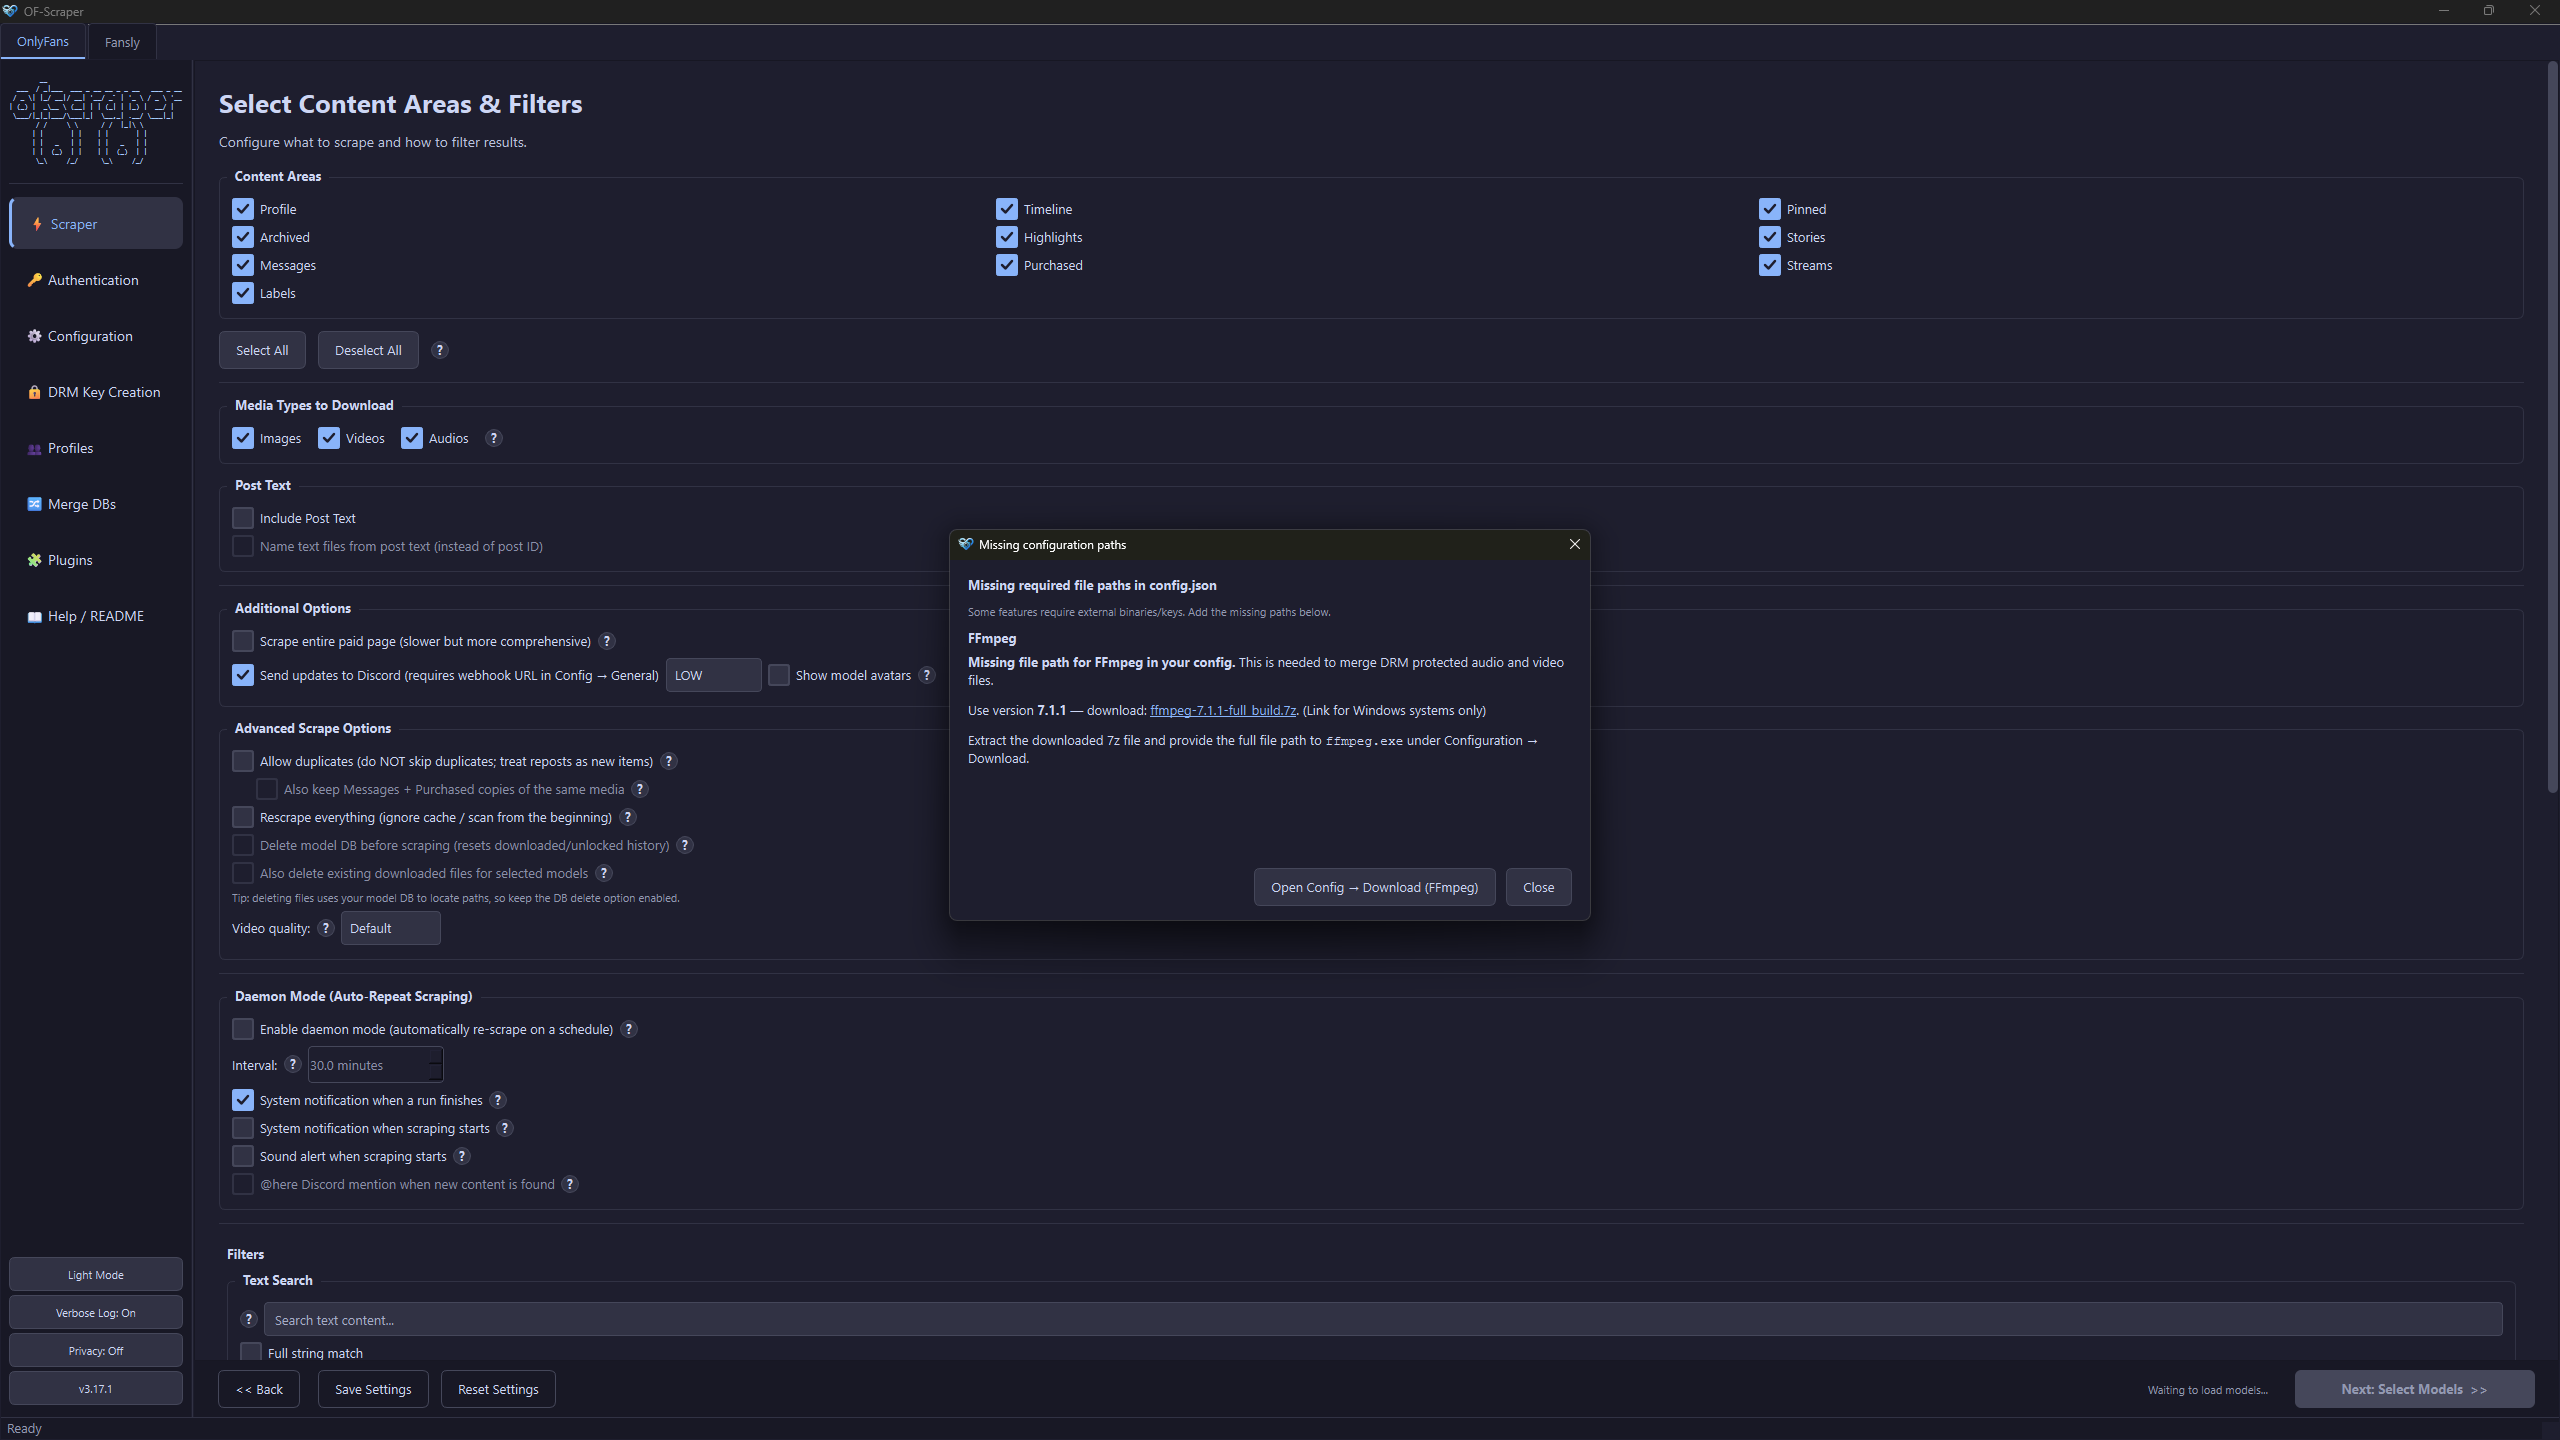 OF-Scraper
OnlyFans
Fansly
Select Content Areas & Filters
Configure what to scrape and how to filter results.
Content Areas
Profile
Timeline
Pinned
Archived
Highlights
Stories
Messages
Purchased
Streams
Labels
Select All
Deselect All
?
Media Types to Download
Images
Videos
Audios
?
Post Text
Include Post Text
Name text files from post text (instead of post ID)
Additional Options
Scrape entire paid page (slower but more comprehensive) ?
Send updates to Discord (requires webhook URL in Config → General) LOW Show model avatars ?
Advanced Scrape Options
Allow duplicates (do NOT skip duplicates; treat reposts as new items) ?
Also keep Messages + Purchased copies of the same media ?
Rescrape everything (ignore cache / scan from the beginning) ?
Delete model DB before scraping (resets downloaded/unlocked history) ?
Also delete existing downloaded files for selected models ?
Tip: deleting files uses your model DB to locate paths, so keep the DB delete option enabled.
Video quality: ? Default
Daemon Mode (Auto-Repeat Scraping)
Enable daemon mode (automatically re-scrape on a schedule) ?
Interval: ? 30.0 minutes
System notification when a run finishes ?
System notification when scraping starts ?
Sound alert when scraping starts ?
@here Discord mention when new content is found ?
Filters
Text Search
? Search text content...
Full string match
<< Back
Save Settings
Reset Settings
Waiting to load models...
Next: Select Models >>
Scraper
Authentication
Configuration
DRM Key Creation
Profiles
Merge DBs
Plugins
Help / README
Light Mode
Verbose Log: On
Privacy: Off
v3.17.1
Ready
Missing configuration paths
Missing required file paths in config.json
Some features require external binaries/keys. Add the missing paths below.
FFmpeg
Missing file path for FFmpeg in your config. This is needed to merge DRM protected audio and video
files.
Use version 7.1.1 — download: ffmpeg-7.1.1-full_build.7z. (Link for Windows systems only)
Extract the downloaded 7z file and provide the full file path to ffmpeg.exe under Configuration →
Download.
Open Config → Download (FFmpeg)
Close